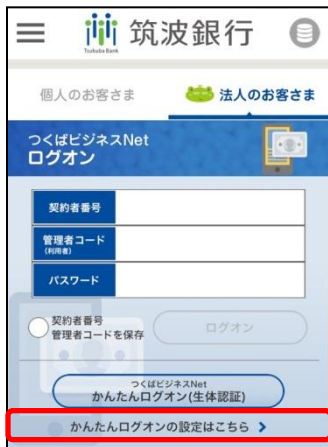 筑波銀行
Tsukuba Bank
個人のお客さま
法人のお客さま
つくばビジネスNet
ログオン
契約者番号
管理者コード
(利用者)
パスワード
契約者番号
管理者コードを保存
ログオン
つくばビジネスNet
かんたんログオン(生体認証)
かんたんログオンの設定はこちら